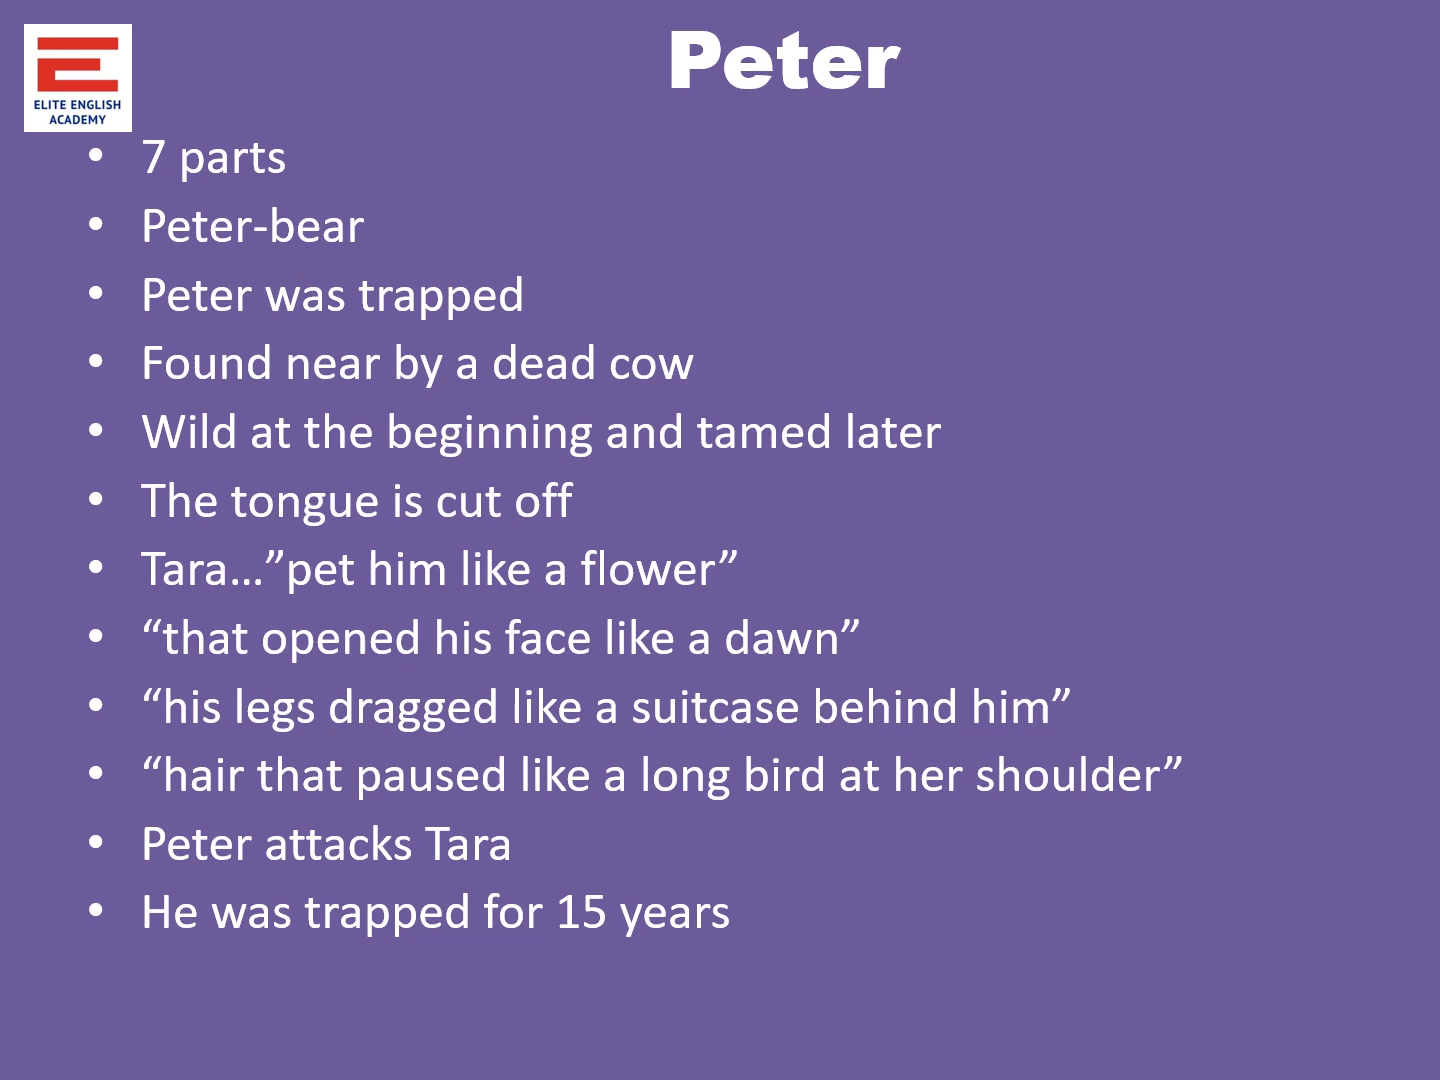 Peter
ELITE ENGLISH
ACADEMY
• 7 parts
• Peter-bear
• Peter was trapped
• Found near by a dead cow
• Wild at the beginning and tamed later
• The tongue is cut off
• Tara…”pet him like a flower”
• “that opened his face like a dawn”
• “his legs dragged like a suitcase behind him”
• “hair that paused like a long bird at her shoulder”
• Peter attacks Tara
• He was trapped for 15 years